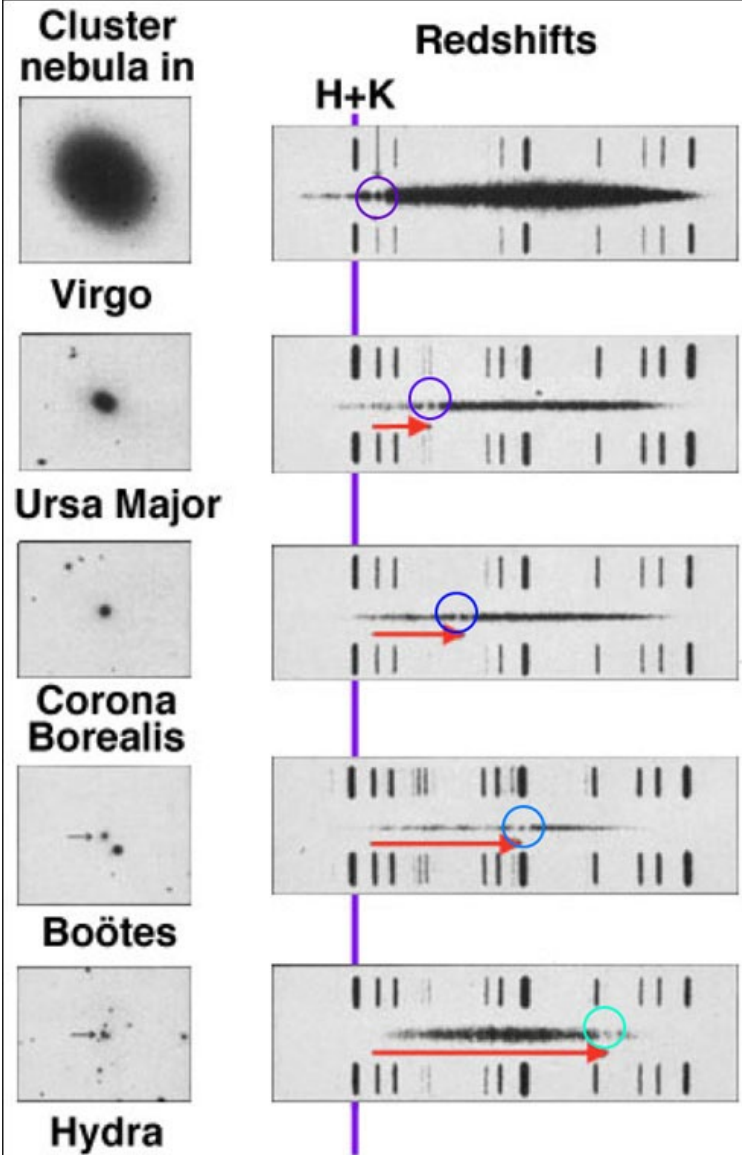 Cluster
nebula in
Redshifts
H+K
Virgo
Ursa Major
Corona
Borealis
Boötes
Hydra